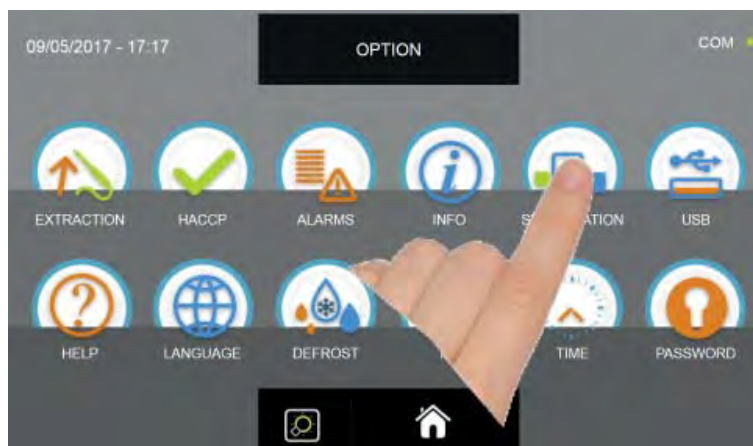 09/05/2017 - 17:17
OPTION
COM
EXTRACTION
HACCP
ALARMS
INFO
USB
HELP
LANGUAGE
DEFROST
TIME
PASSWORD